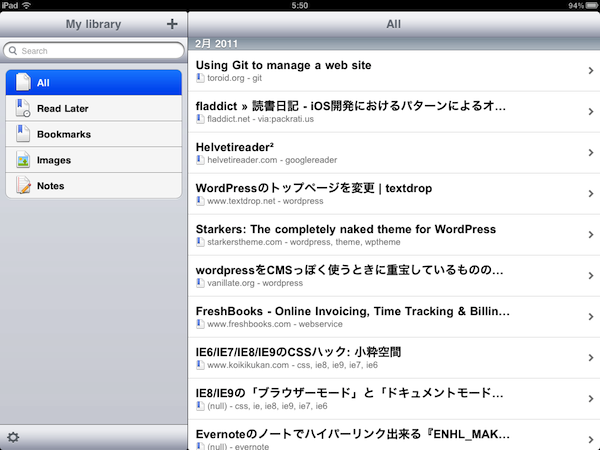 iPad 5:50 94%
My library +
All
Search
All
Read Later
Bookmarks
Images
Notes
2月 2011
Using Git to manage a web site
toroid.org - git
fladdict » 読書日記 - iOS開発におけるパターンによるオ…
fladdict.net - via:packrati.us
Helvetireader²
helvetireader.com - googlereader
WordPressのトップページを変更 | textdrop
www.textdrop.net - wordpress
Starkers: The completely naked theme for WordPress
starkerstheme.com - wordpress, theme, wptheme
wordpressをCMSっぽく使うときに重宝しているものの…
vanillate.org - wordpress
FreshBooks - Online Invoicing, Time Tracking & Billin…
www.freshbooks.com - webservice
IE6/IE7/IE8/IE9のCSSハック: 小粋空間
www.koikikukan.com - css, ie8, ie9, ie7, ie6
IE8/IE9の「ブラウザーモード」と「ドキュメントモード…
(null) - css, ie, ie8, ie9, ie7, ie6
Evernoteのノートでハイパーリンク出来る『ENHL_MAK…
(null) - evernote, bookmarklet